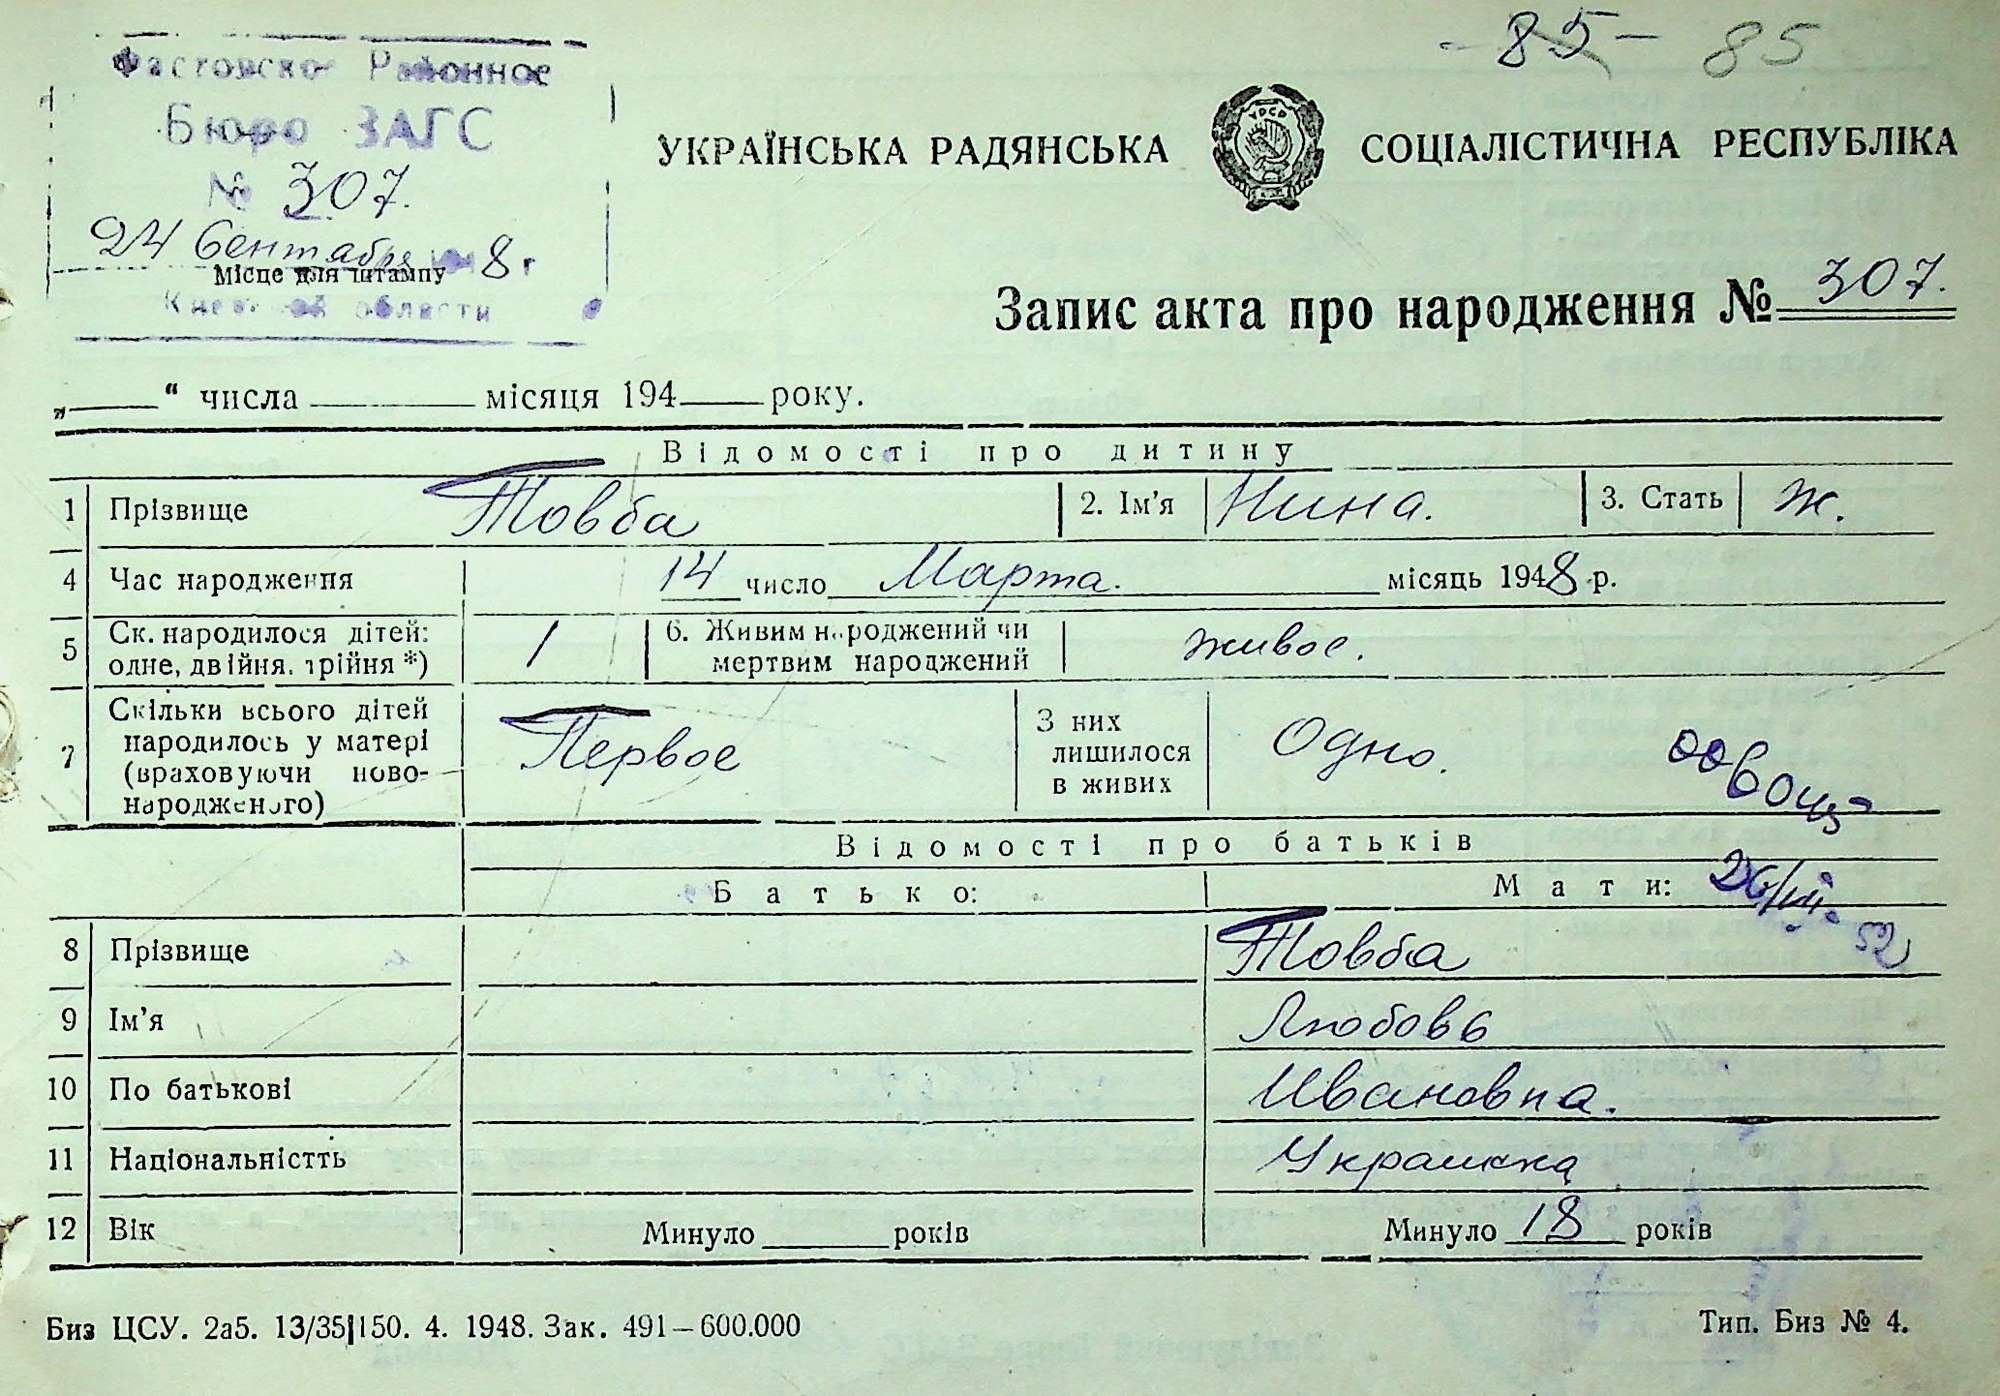 - 85 - 85
Фастовское Районное
Бюро ЗАГС
№ 307.
24 Сентября 1948 г
Місце для штампу
Киевской области
УКРАЇНСЬКА РАДЯНСЬКА СОЦІАЛІСТИЧНА РЕСПУБЛІКА
Запис акта про народження № 307.
„ “ числа місяця 194 року.
Відомості про дитину
1 Прізвище Товба 2. Ім'я Нина. 3. Стать ж.
4 Час народження 14 число Марта. місяць 1948 р.
5 Ск. народилося дітей: одне, двійня, трійня *) 1 6. Живим народжений чи мертвим народжений живое.
7 Скільки всього дітей народилось у матері (враховуючи ново-народженого) Первое З них лишилося в живих Одно.
Відомості про батьків
Батько: Мати:
8 Прізвище Товба
9 Ім'я Любовь
10 По батькові Ивановна.
11 Націонaльністть Украинка
12 Вік Минуло років Минуло 18 років
Биз ЦСУ. 2а5. 13/35|150. 4. 1948. Зак. 491–600.000 Тип. Биз № 4.